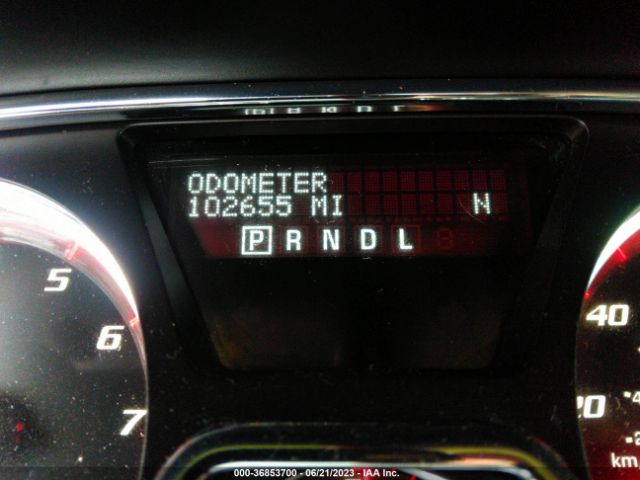 ODOMETER
102655 MI N
P R N D L
5
6
7
40
20
km
000-36853700 - 06/21/2023 - IAA Inc.